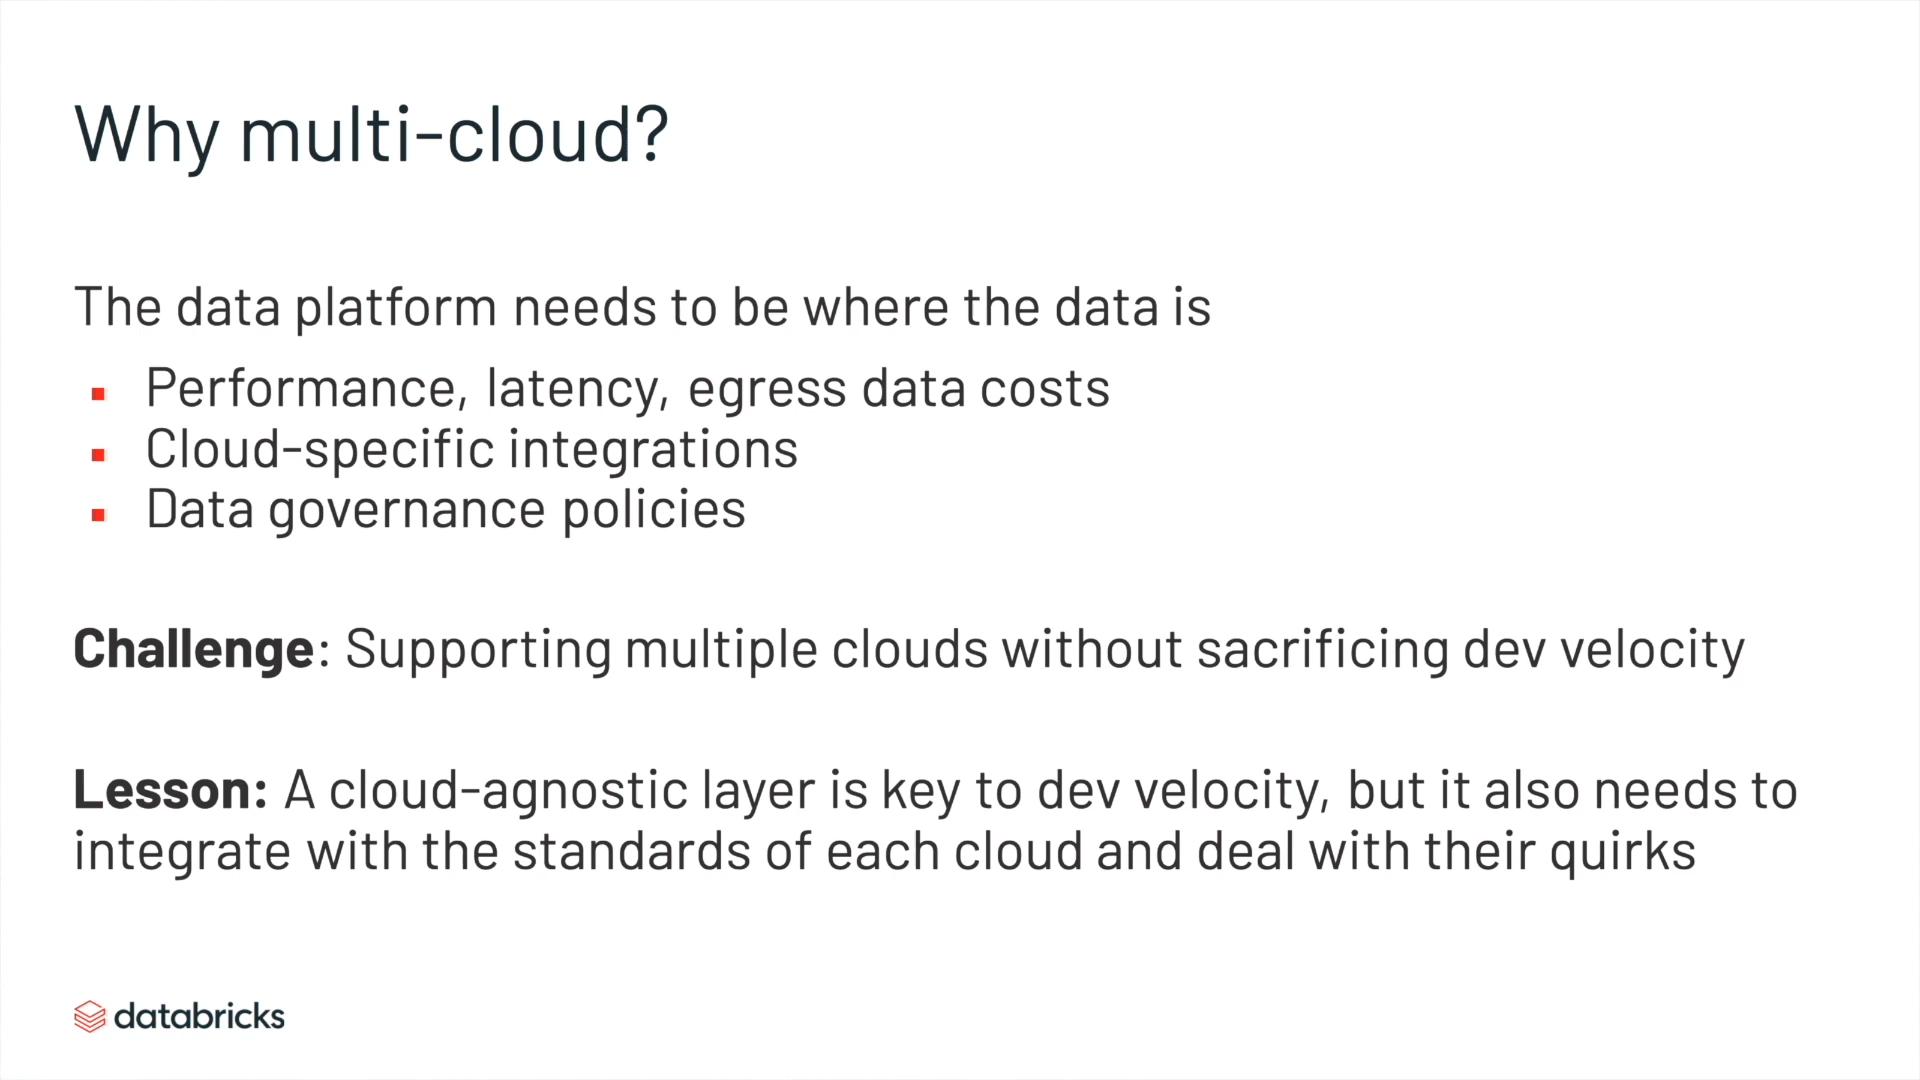 Why multi-cloud?
The data platform needs to be where the data is
Performance, latency, egress data costs
Cloud-specific integrations
Data governance policies
Challenge: Supporting multiple clouds without sacrificing dev velocity
Lesson: A cloud-agnostic layer is key to dev velocity, but it also needs to
integrate with the standards of each cloud and deal with their quirks
databricks